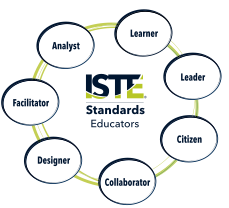 Learner
Analyst
Leader
Facilitator
ISTE
Standards
Educators
Citizen
Designer
Collaborator